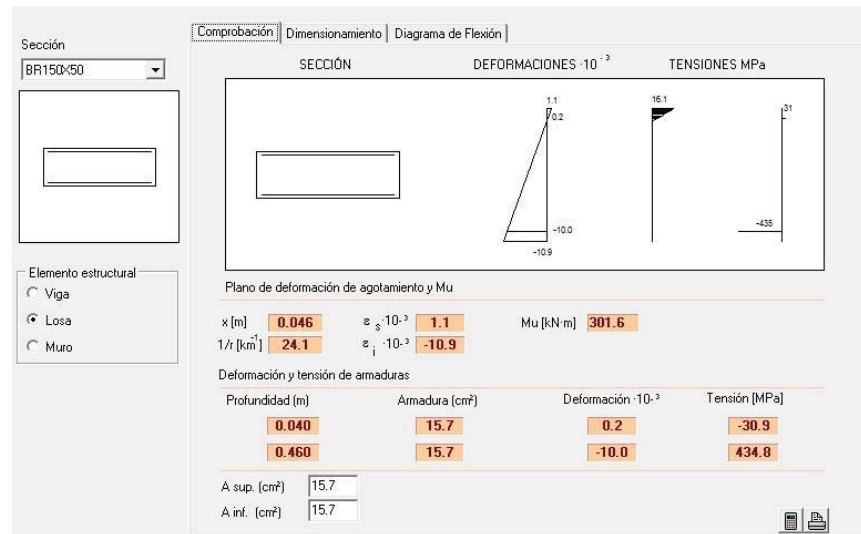 Sección
BR150X50
Comprobación Dimensionamiento Diagrama de Flexión
SECCIÓN DEFORMACIONES ·10⁻³ TENSIONES MPa
1.1
0.2
-10.0
-10.9
16.1
31
-435
Elemento estructural
Viga
Losa
Muro
Plano de deformación de agotamiento y Mu
x [m] 0.046 ε s ·10-³ 1.1 Mu [kN·m] 301.6
1/r [km⁻¹] 24.1 ε i ·10-³ -10.9
Deformación y tensión de armaduras
Profundidad (m) Armadura (cm²) Deformación ·10-³ Tensión [MPa]
0.040 15.7 0.2 -30.9
0.460 15.7 -10.0 434.8
A sup. (cm²) 15.7
A inf. (cm²) 15.7